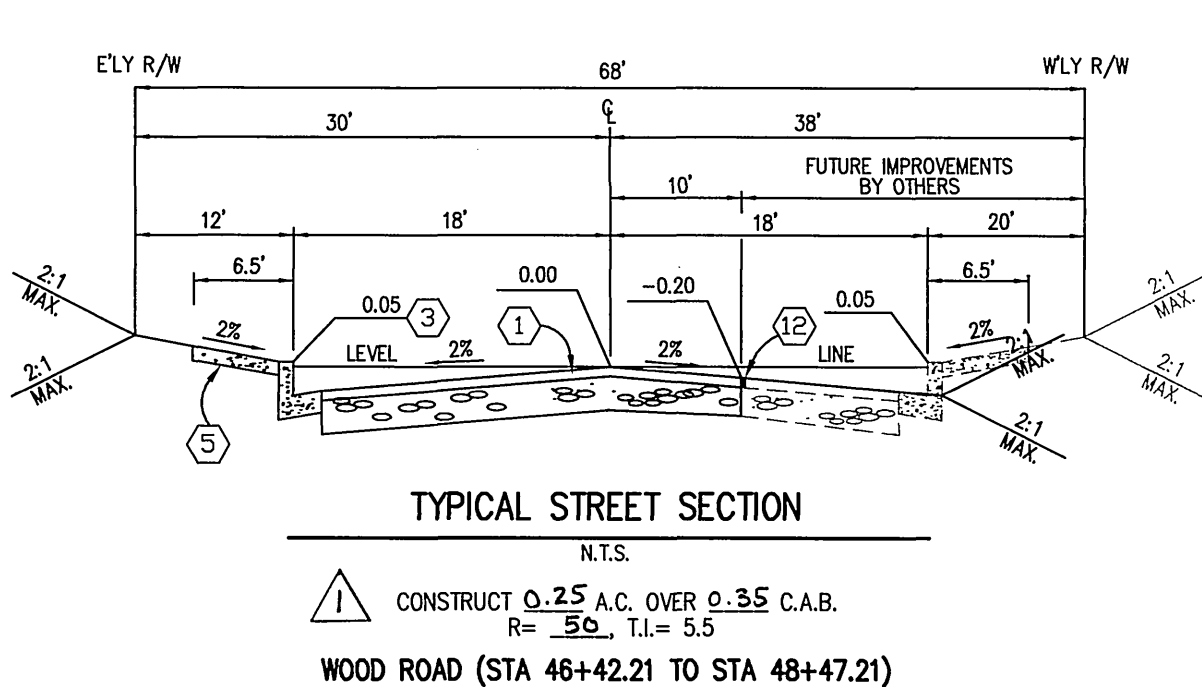 E'LY R/W
W'LY R/W
68'
℄
30'
38'
FUTURE IMPROVEMENTS
BY OTHERS
10'
12'
18'
18'
20'
6.5'
6.5'
2:1
MAX.
0.05
3
0.00
-0.20
0.05
2:1
MAX.
2%
1
12
2%
2:1
LEVEL
2%
2%
LINE
2:1
MAX.
2:1
MAX.
5
2:1
MAX.
TYPICAL STREET SECTION
N.T.S.
1 CONSTRUCT 0.25 A.C. OVER 0.35 C.A.B.
R= 50, T.I.= 5.5
WOOD ROAD (STA 46+42.21 TO STA 48+47.21)